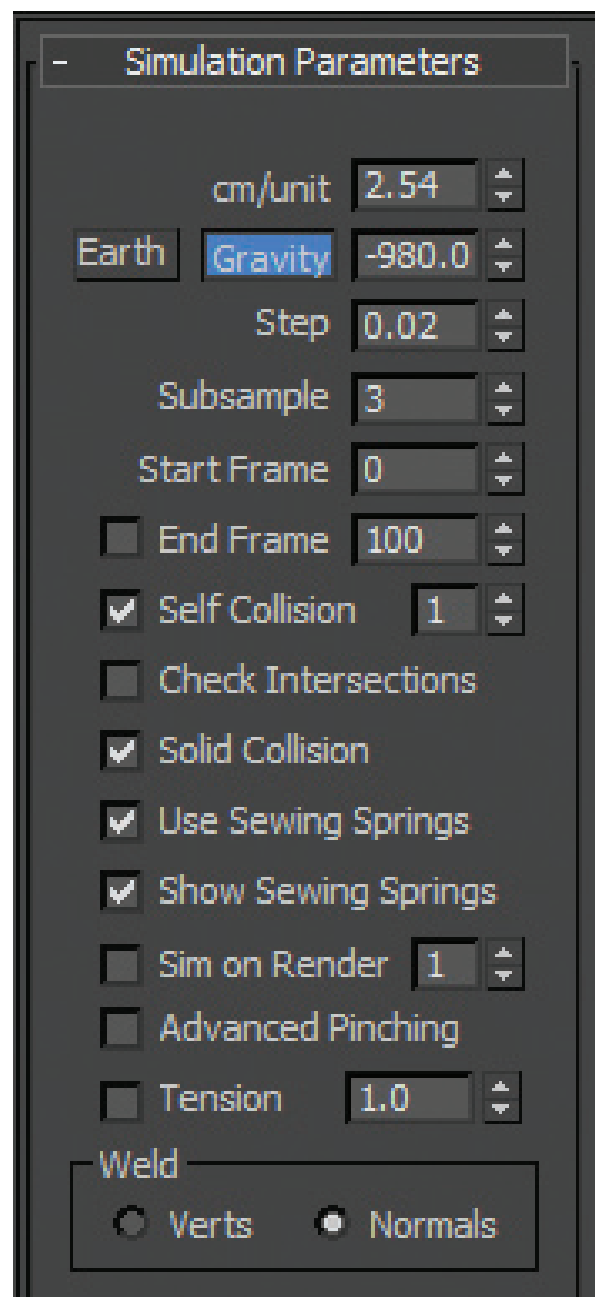 - Simulation Parameters
cm/unit 2.54
Earth Gravity -980.0
Step 0.02
Subsample 3
Start Frame 0
End Frame 100
Self Collision 1
Check Intersections
Solid Collision
Use Sewing Springs
Show Sewing Springs
Sim on Render 1
Advanced Pinching
Tension 1.0
Weld
Verts Normals